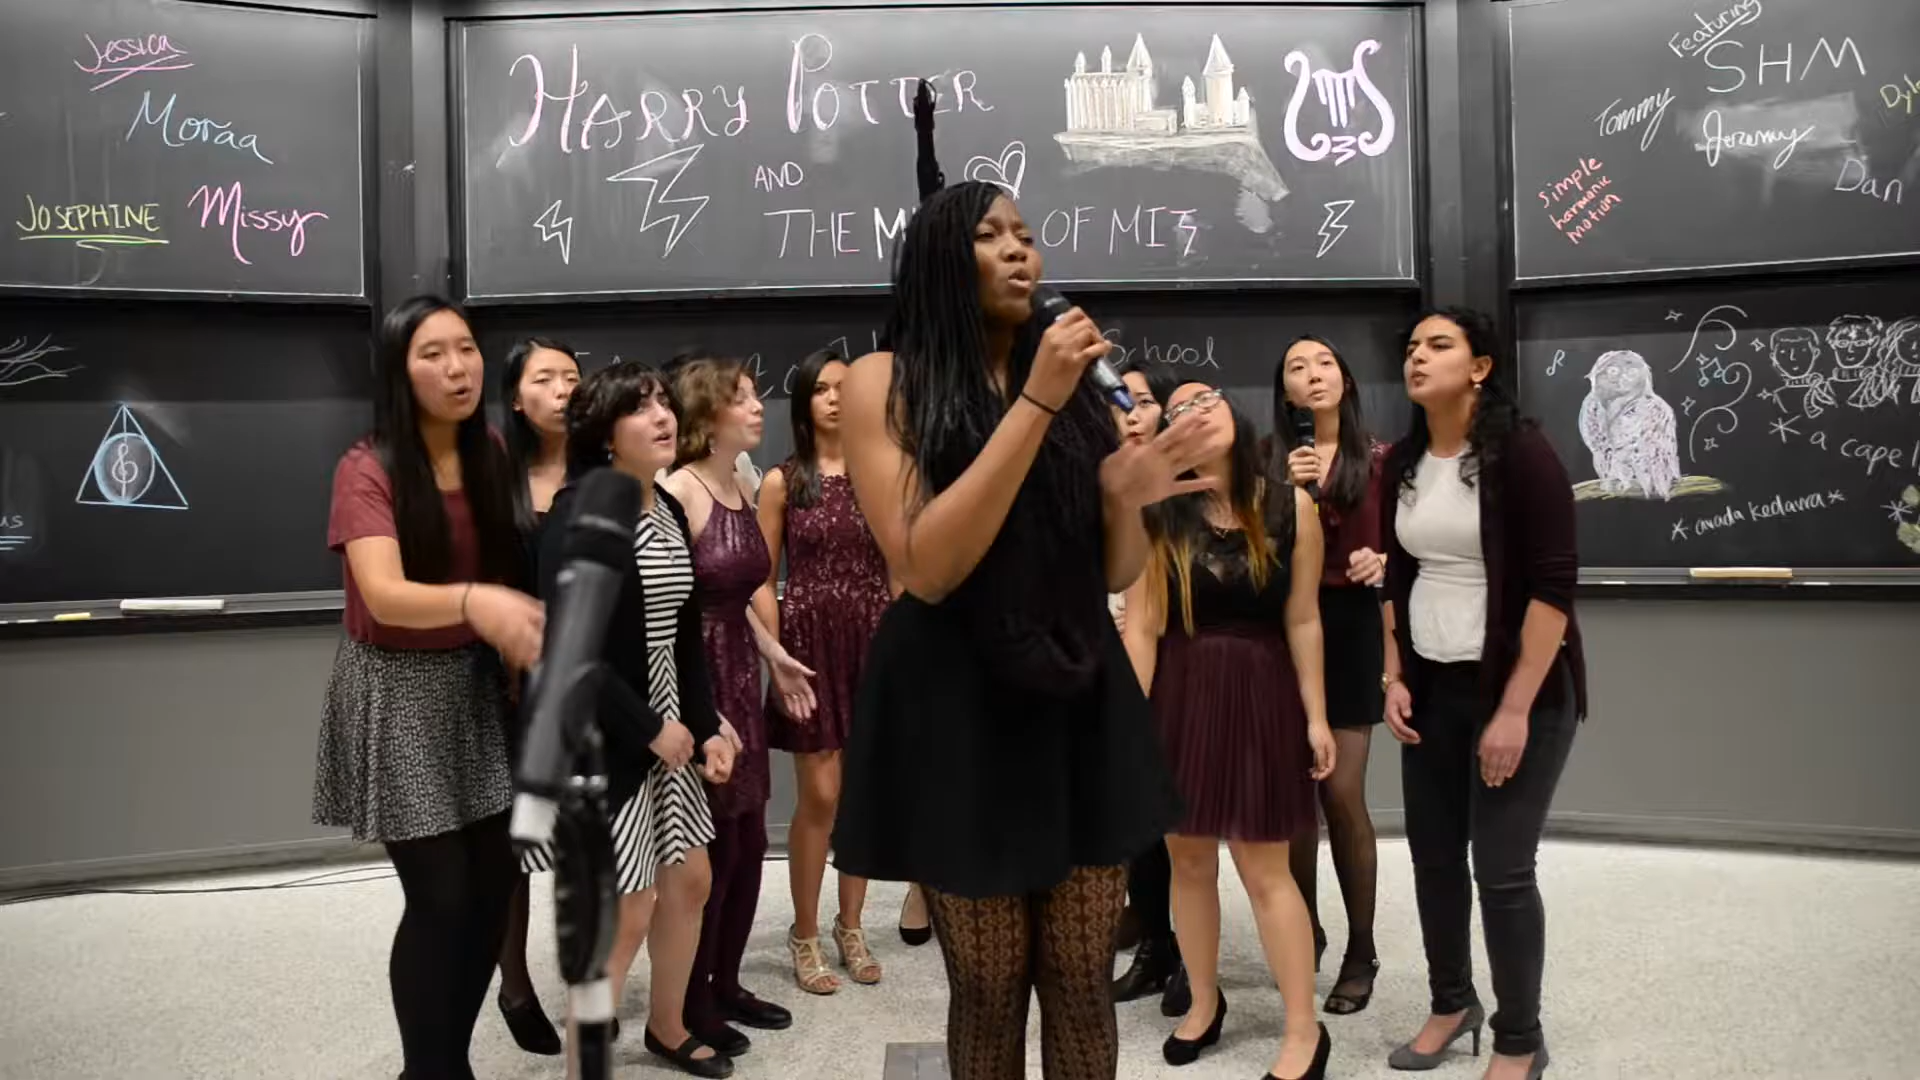 Jessica
Moraa
JOSEPHINE
Missy
HARRY POTTER
AND
THE M OF MIT
School
Featuring
SHM
Tommy
Jeremy
Dan
simple
harmonic
motion
* a capel
* avada kedavra *